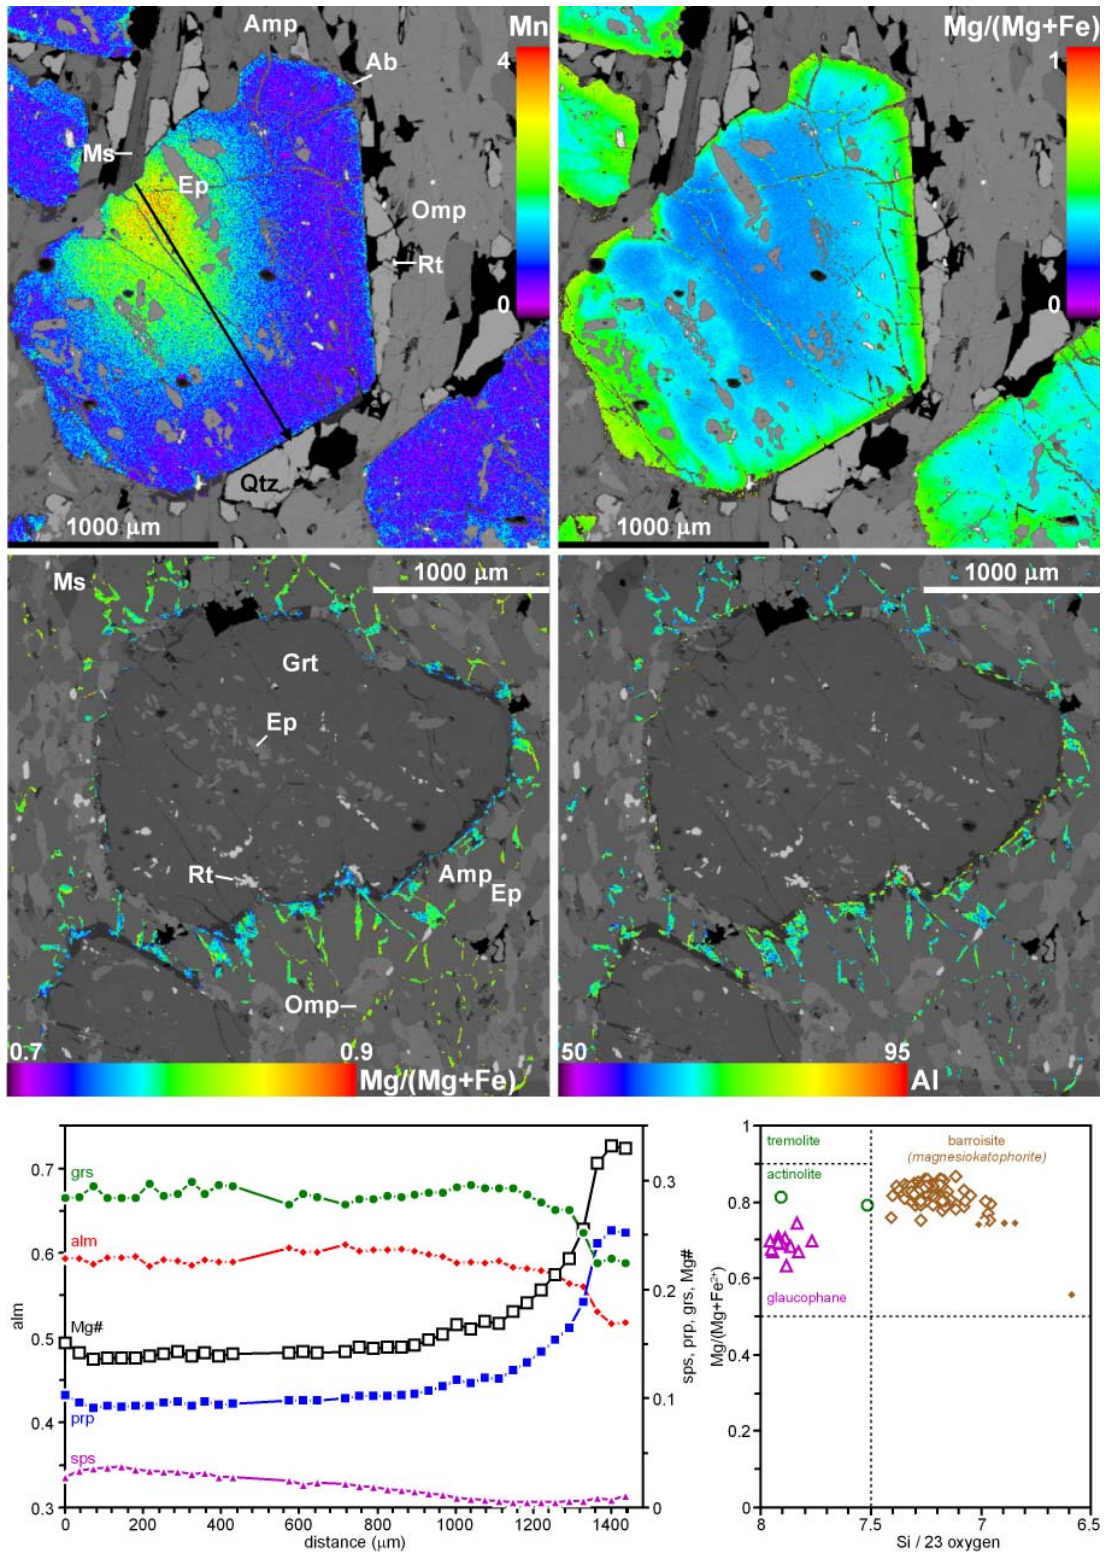 Amp
Mn
4
Ab
Ms
Ep
Omp
Rt
0
Qtz
1000 μm
Mg/(Mg+Fe)
1
0
1000 μm
Ms
1000 μm
Grt
Ep
Rt
Amp
Ep
Omp
0.7
0.9
Mg/(Mg+Fe)
1000 μm
50
95
Al
0.7
0.6
0.5
0.4
0.3
alm
grs
alm
Mg#
prp
sps
0.3
0.2
0.1
0
sps, prp, grs, Mg#
0 200 400 600 800 1000 1200 1400
distance (μm)
1
0.8
0.6
0.4
0.2
0
Mg/(Mg+Fe²⁺)
tremolite
actinolite
glaucophane
barroisite
(magnesiokatophorite)
8 7.5 7 6.5
Si / 23 oxygen